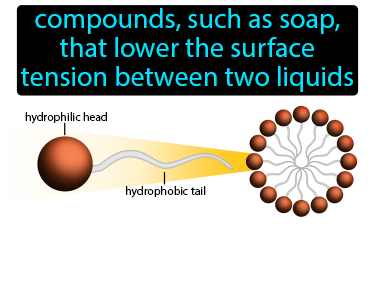 compounds, such as soap,
that lower the surface
tension between two liquids
hydrophilic head
hydrophobic tail